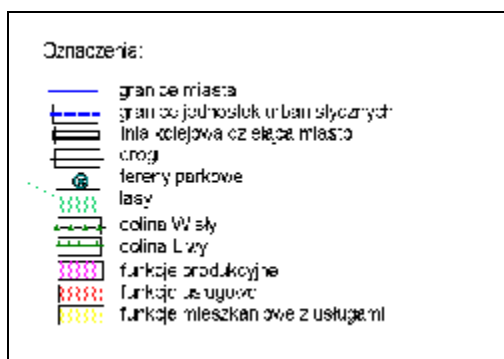 Oznaczenia:
granice miasta
granice jednostek urbanistycznych
linia kolejowa dzieląca miasto
drogi
tereny parkowe
lasy
dolina Wisły
dolina Liwy
funkcje produkcyjne
funkcje usługowe
funkcje mieszkaniowe z usługami